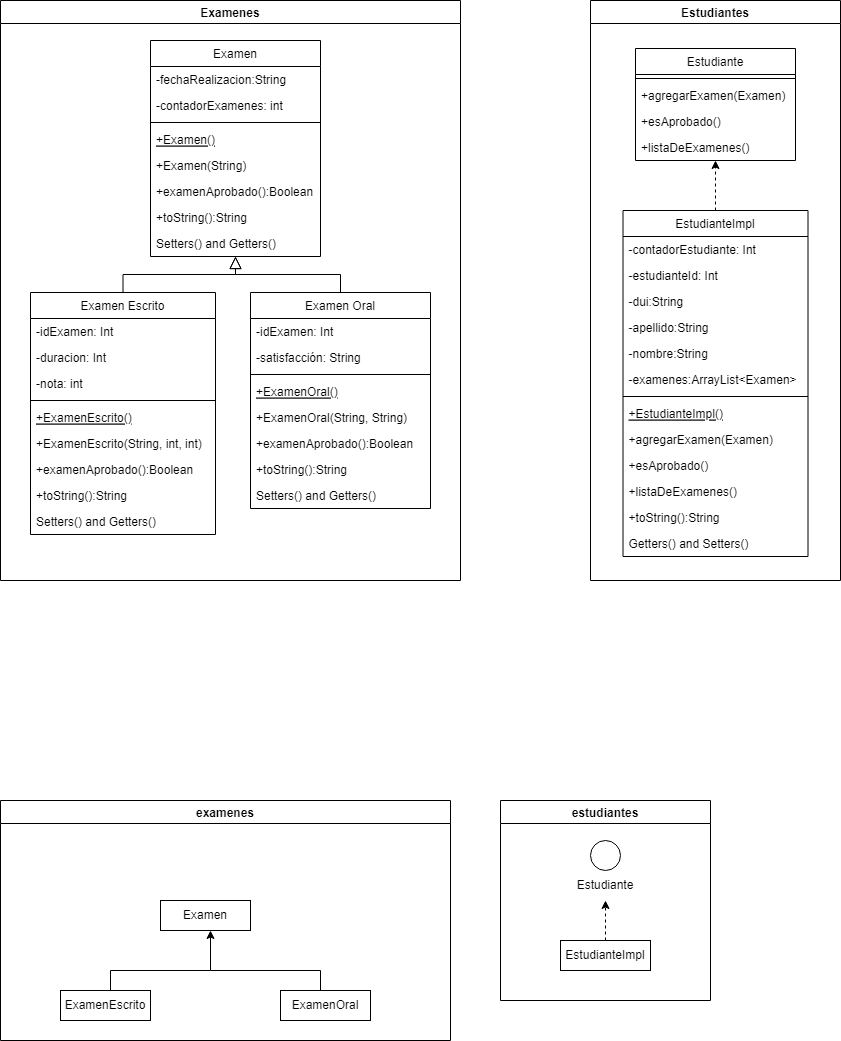 Examenes
Examen
-fechaRealizacion:String
-contadorExamenes: int
+Examen()
+Examen(String)
+examenAprobado():Boolean
+toString():String
Setters() and Getters()
Examen Escrito
-idExamen: Int
-duracion: Int
-nota: int
+ExamenEscrito()
+ExamenEscrito(String, int, int)
+examenAprobado():Boolean
+toString():String
Setters() and Getters()
Examen Oral
-idExamen: Int
-satisfacción: String
+ExamenOral()
+ExamenOral(String, String)
+examenAprobado():Boolean
+toString():String
Setters() and Getters()
Estudiantes
Estudiante
+agregarExamen(Examen)
+esAprobado()
+listaDeExamenes()
EstudianteImpl
-contadorEstudiante: Int
-estudianteId: Int
-dui:String
-apellido:String
-nombre:String
-examenes:ArrayList<Examen>
+EstudianteImpl()
+agregarExamen(Examen)
+esAprobado()
+listaDeExamenes()
+toString():String
Getters() and Setters()
examenes
Examen
ExamenEscrito
ExamenOral
estudiantes
Estudiante
EstudianteImpl